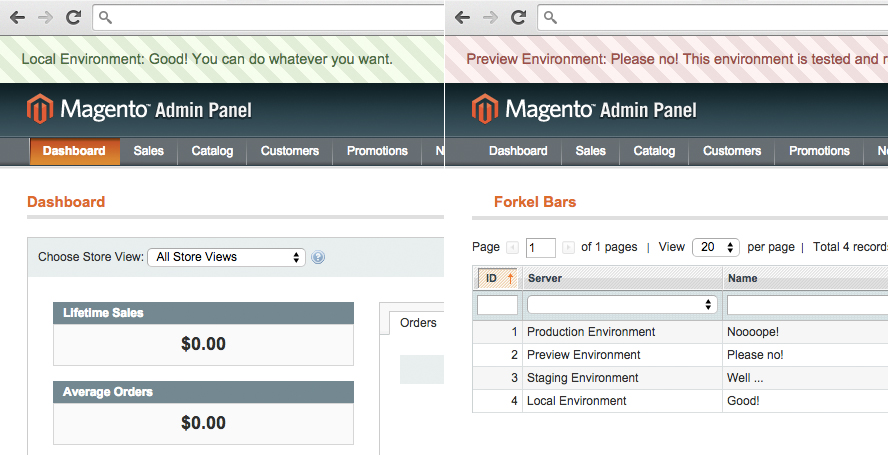 Local Environment: Good! You can do whatever you want.
Magento™ Admin Panel
Dashboard Sales Catalog Customers Promotions N
Dashboard
Choose Store View: All Store Views
Lifetime Sales
$0.00
Average Orders
$0.00
Orders
Preview Environment: Please no! This environment is tested and r
Magento™ Admin Panel
Dashboard Sales Catalog Customers Promotions Ne
Forkel Bars
Page 1 of 1 pages | View 20 per page | Total 4 records
ID Server Name
1 Production Environment Noooope!
2 Preview Environment Please no!
3 Staging Environment Well ...
4 Local Environment Good!